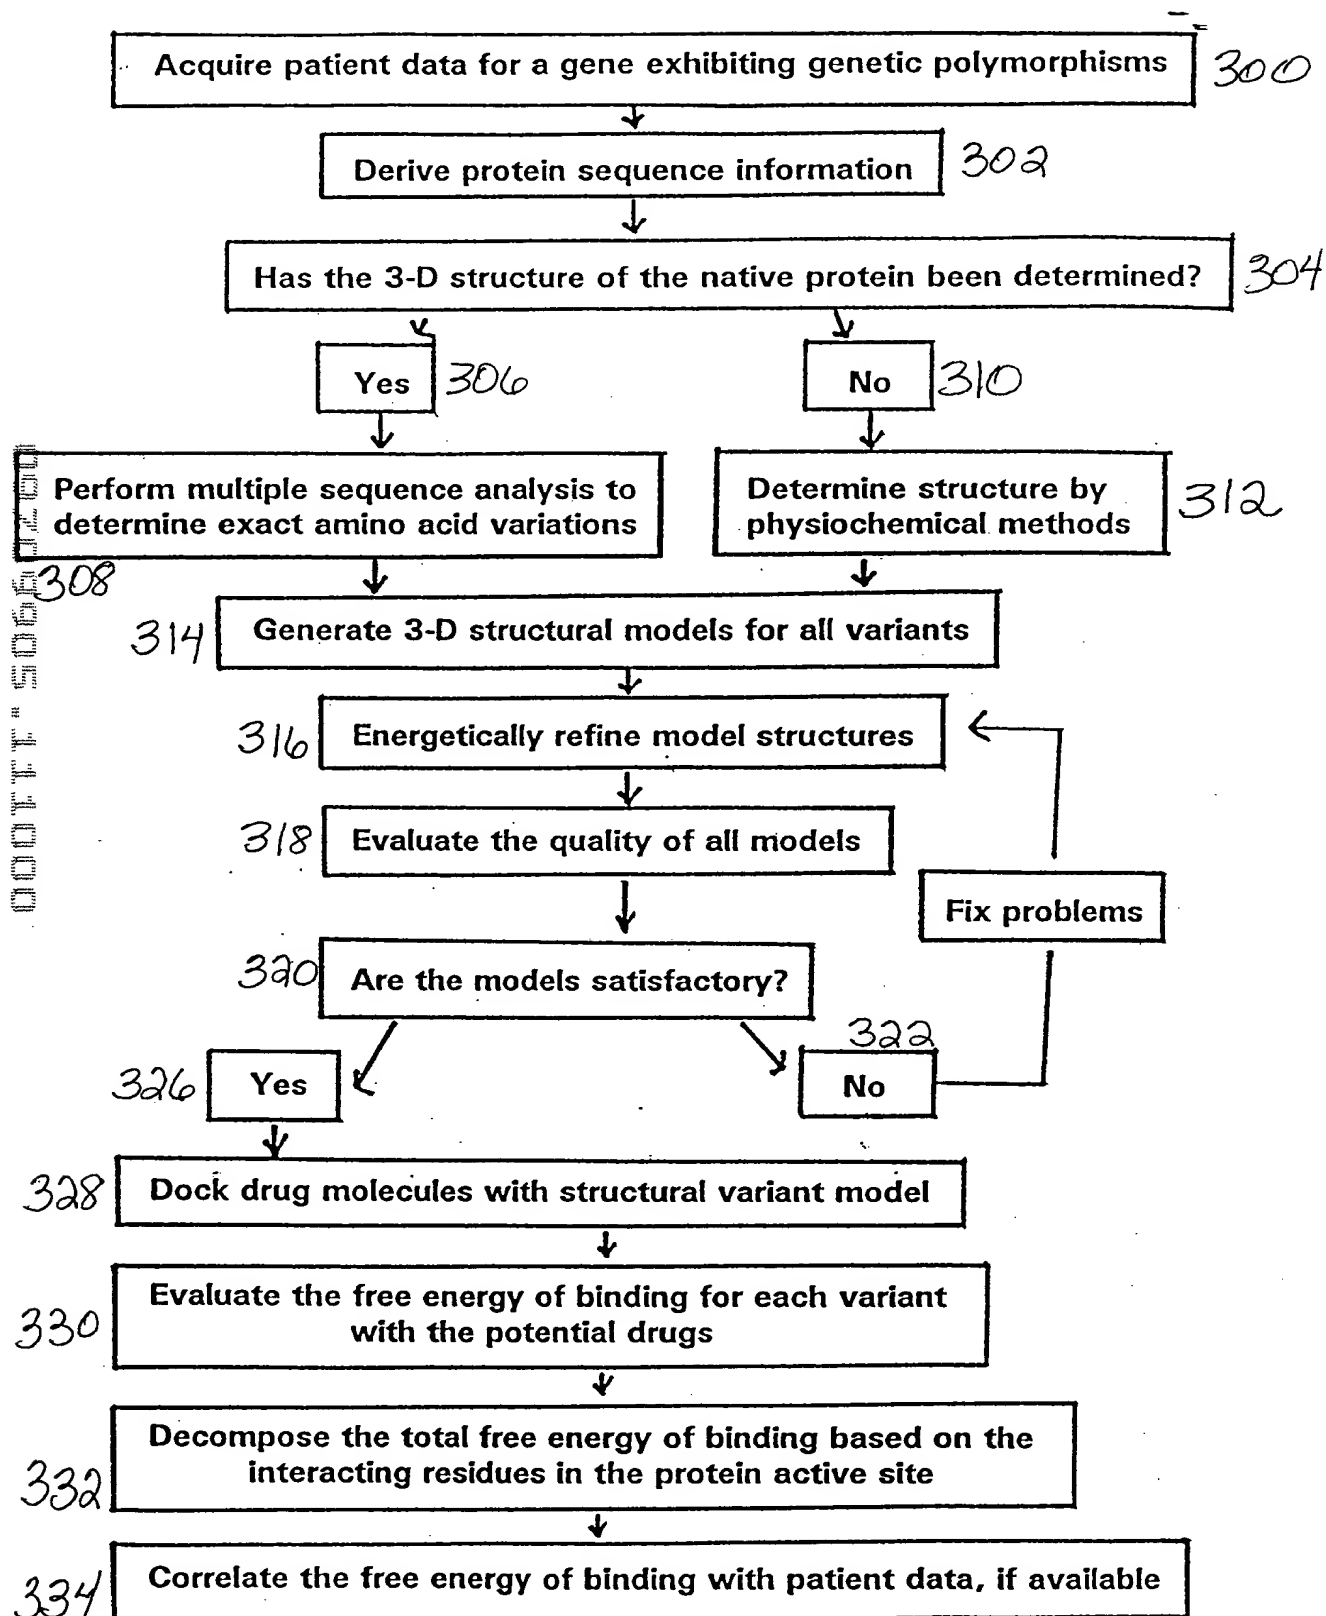 Acquire patient data for a gene exhibiting genetic polymorphisms
300
Derive protein sequence information
302
Has the 3-D structure of the native protein been determined?
304
Yes
306
No
310
Perform multiple sequence analysis to
determine exact amino acid variations
308
Determine structure by
physiochemical methods
312
314
Generate 3-D structural models for all variants
316
Energetically refine model structures
318
Evaluate the quality of all models
Fix problems
320
Are the models satisfactory?
322
326
Yes
No
328
Dock drug molecules with structural variant model
330
Evaluate the free energy of binding for each variant
with the potential drugs
332
Decompose the total free energy of binding based on the
interacting residues in the protein active site
334
Correlate the free energy of binding with patient data, if available